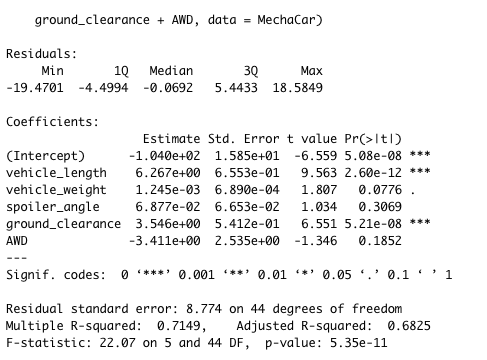 ground_clearance + AWD, data = MechaCar)
Residuals:
Min 1Q Median 3Q Max
-19.4701 -4.4994 -0.0692 5.4433 18.5849
Coefficients:
Estimate Std. Error t value Pr(>|t|)
(Intercept) -1.040e+02 1.585e+01 -6.559 5.08e-08 ***
vehicle_length 6.267e+00 6.553e-01 9.563 2.60e-12 ***
vehicle_weight 1.245e-03 6.890e-04 1.807 0.0776 .
spoiler_angle 6.877e-02 6.653e-02 1.034 0.3069
ground_clearance 3.546e+00 5.412e-01 6.551 5.21e-08 ***
AWD -3.411e+00 2.535e+00 -1.346 0.1852
---
Signif. codes: 0 ‘***’ 0.001 ‘**’ 0.01 ‘*’ 0.05 ‘.’ 0.1 ‘ ’ 1
Residual standard error: 8.774 on 44 degrees of freedom
Multiple R-squared: 0.7149, Adjusted R-squared: 0.6825
F-statistic: 22.07 on 5 and 44 DF, p-value: 5.35e-11